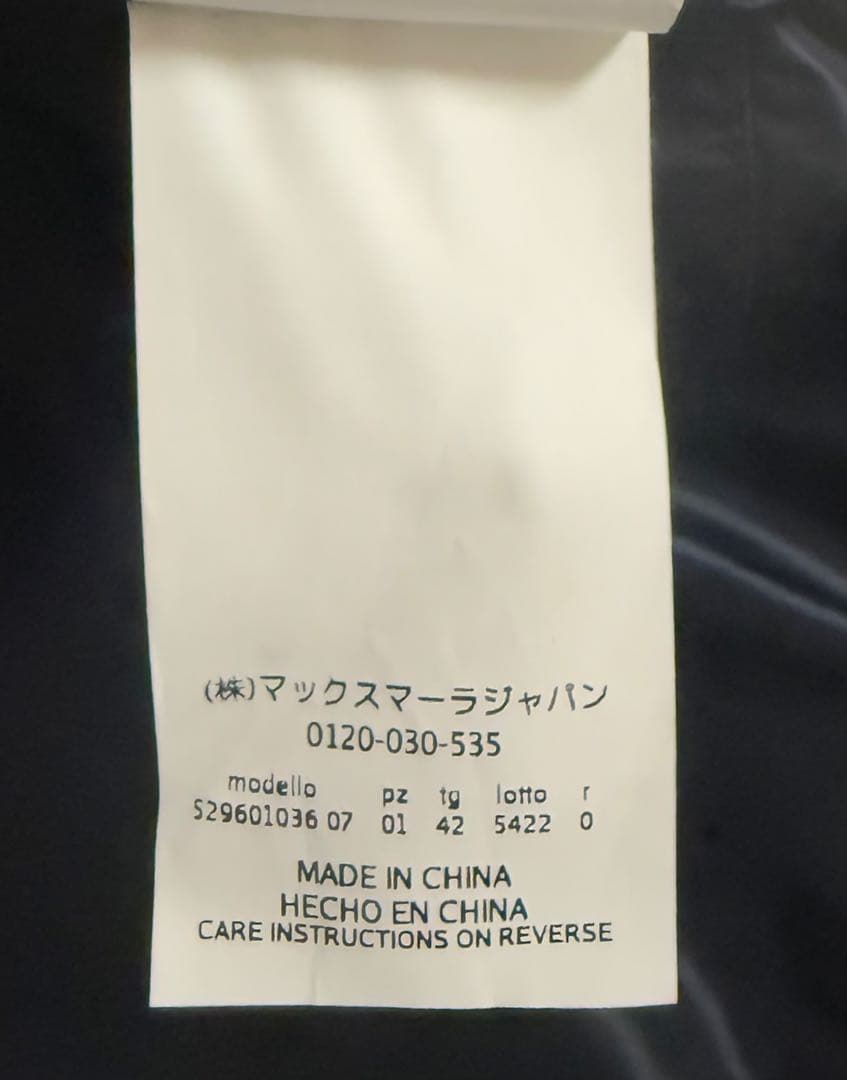 (株)マックスマーラジャパン
0120-030-535
modello pz tg lotto r
529601036 07 01 42 5422 0
MADE IN CHINA
HECHO EN CHINA
CARE INSTRUCTIONS ON REVERSE